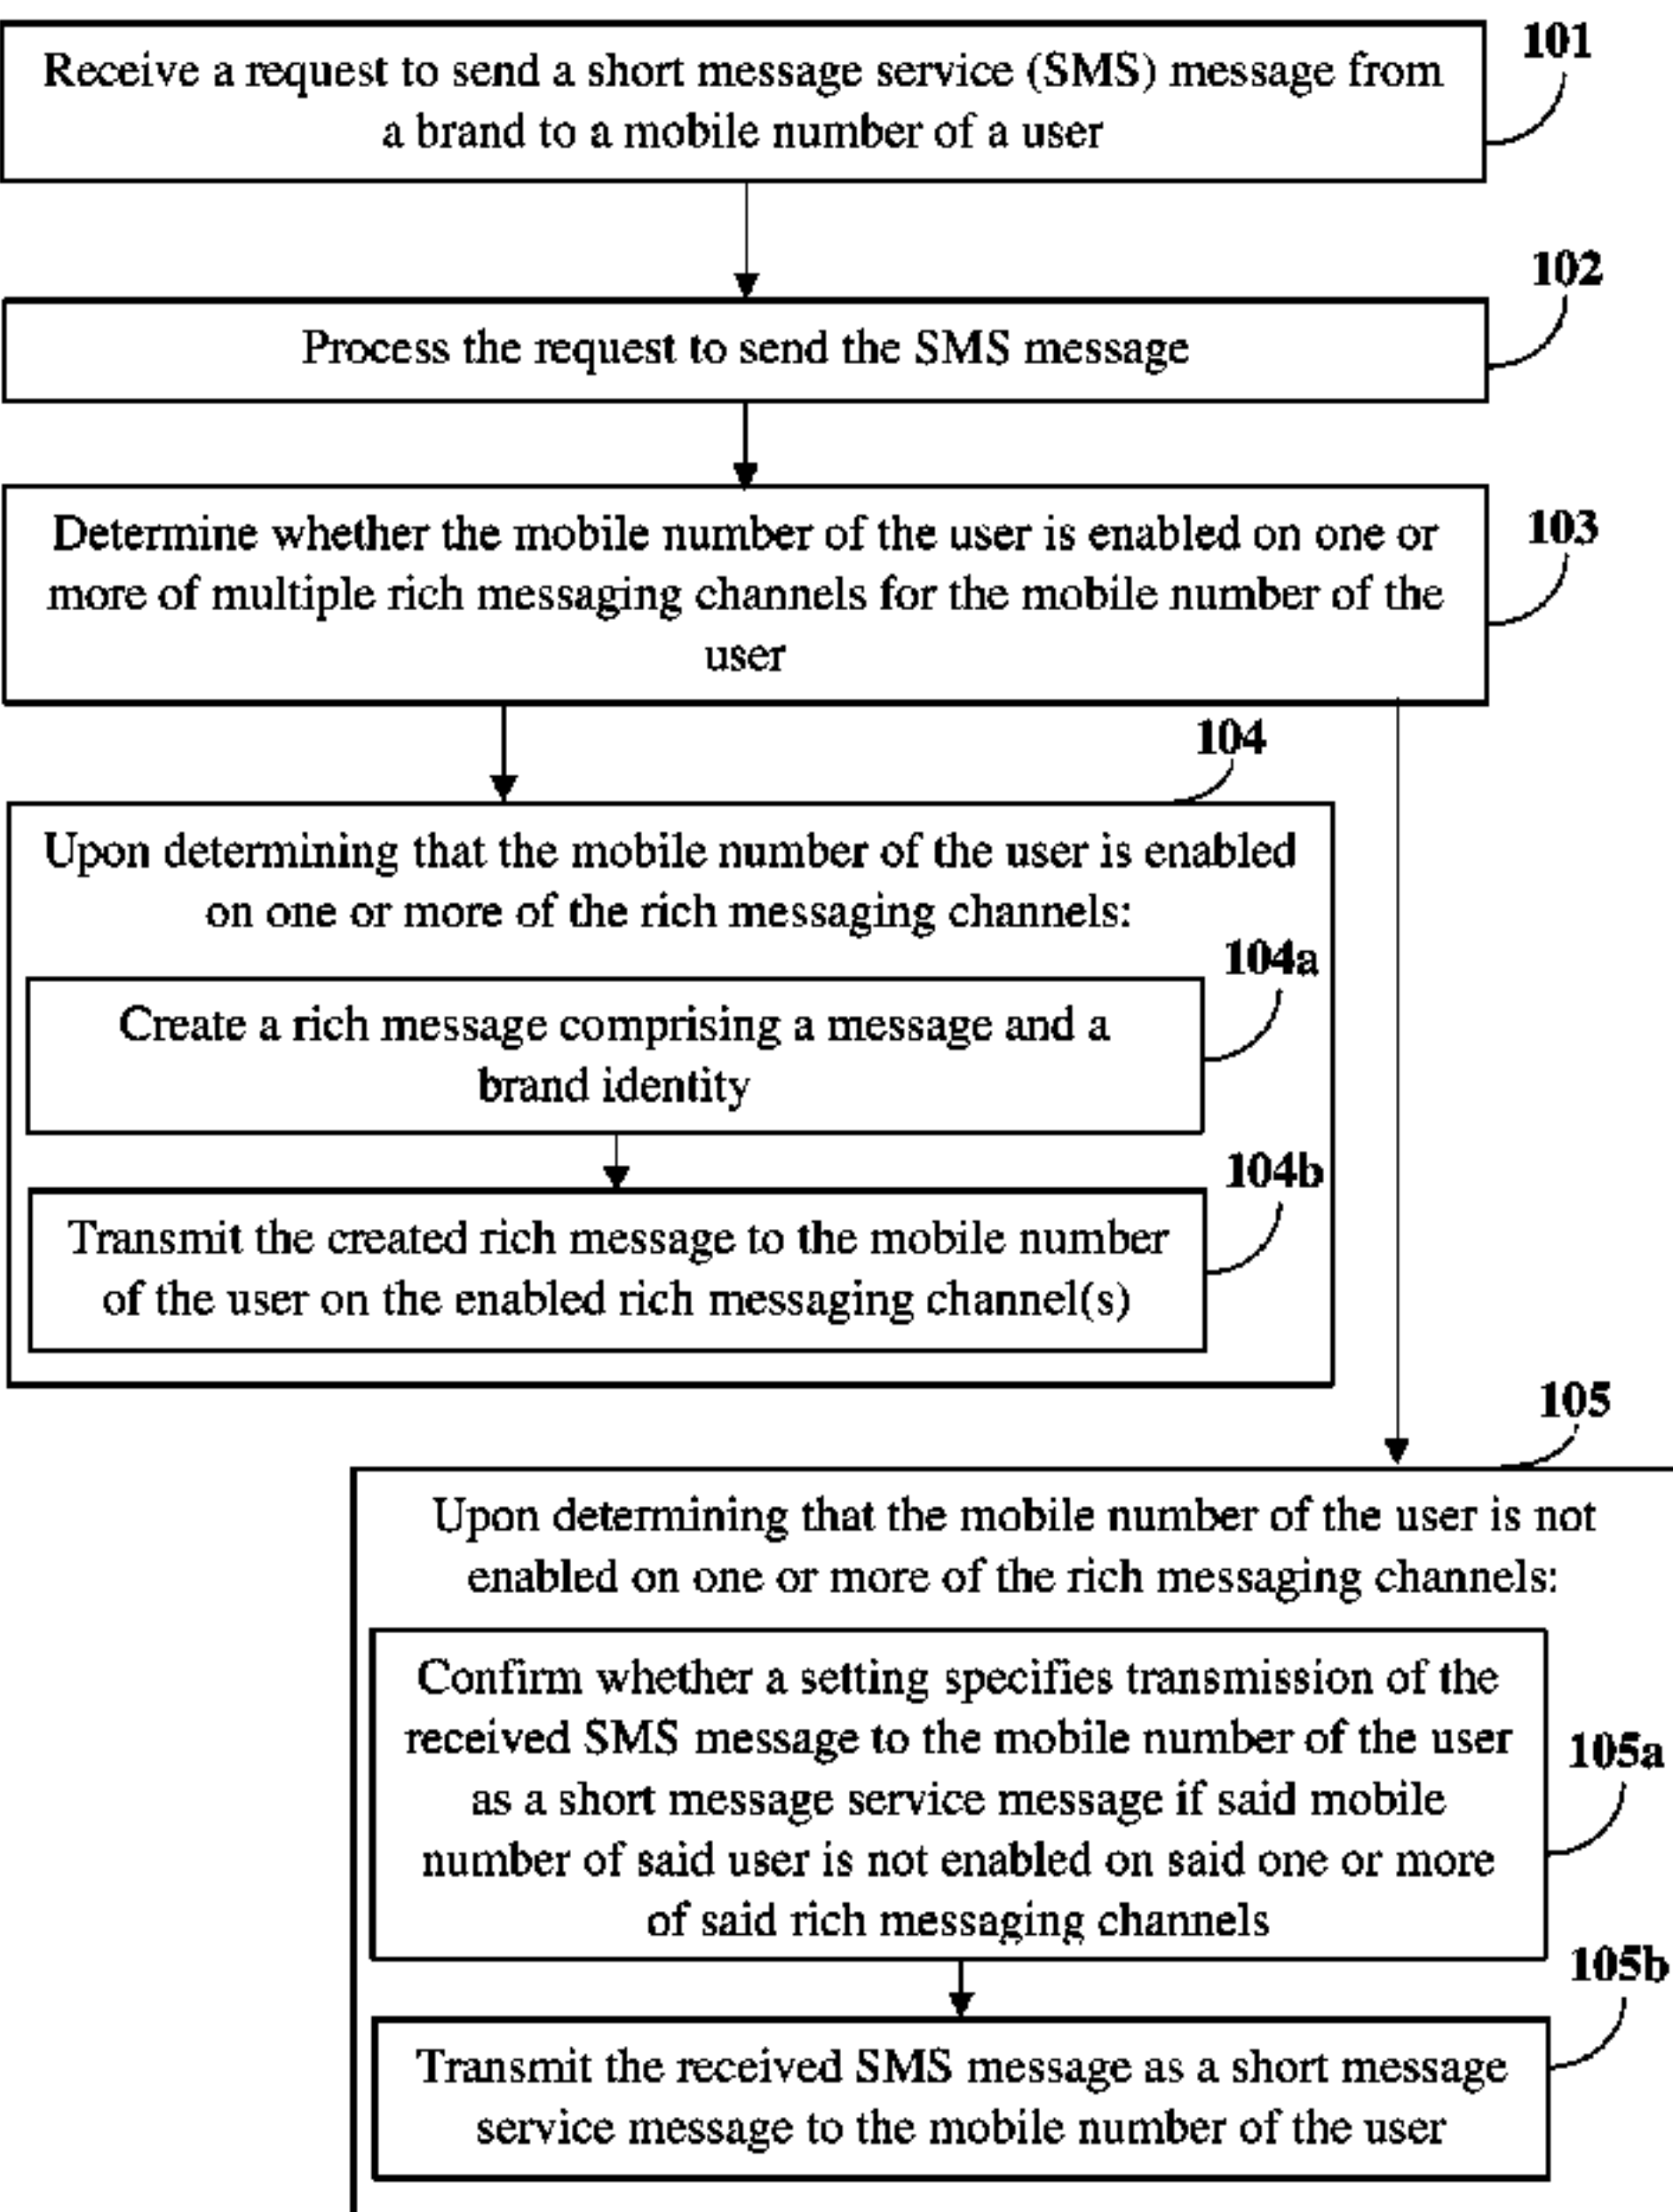 101
Receive a request to send a short message service (SMS) message from
a brand to a mobile number of a user
102
Process the request to send the SMS message
103
Determine whether the mobile number of the user is enabled on one or
more of multiple rich messaging channels for the mobile number of the
user
104
Upon determining that the mobile number of the user is enabled
on one or more of the rich messaging channels:
104a
Create a rich message comprising a message and a
brand identity
104b
Transmit the created rich message to the mobile number
of the user on the enabled rich messaging channel(s)
105
Upon determining that the mobile number of the user is not
enabled on one or more of the rich messaging channels:
Confirm whether a setting specifies transmission of the
received SMS message to the mobile number of the user
105a
as a short message service message if said mobile
number of said user is not enabled on said one or more
of said rich messaging channels
105b
Transmit the received SMS message as a short message
service message to the mobile number of the user